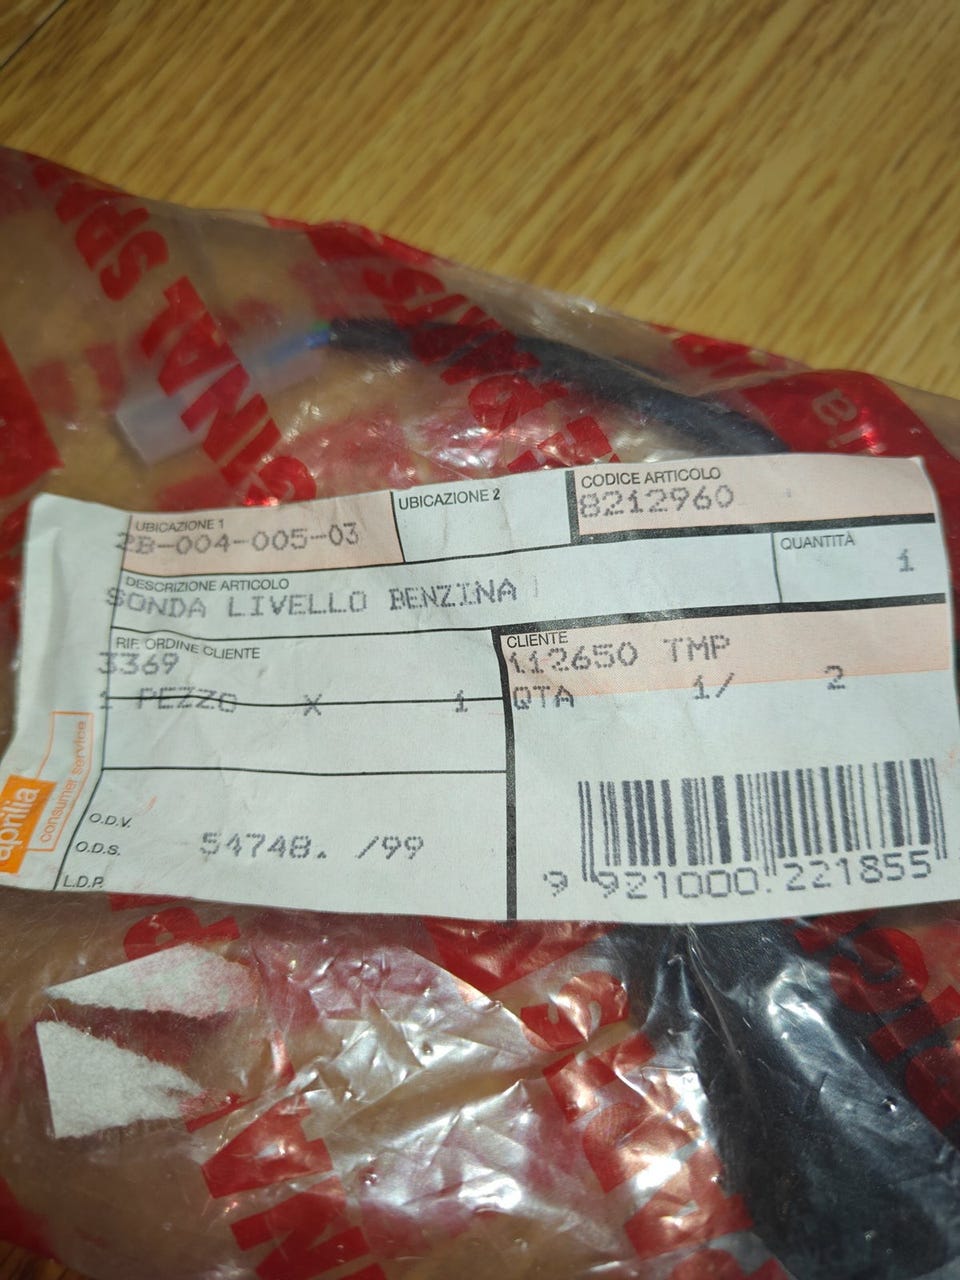 UBICAZIONE 1
2B-004-005-03
UBICAZIONE 2
CODICE ARTICOLO
8212960
DESCRIZIONE ARTICOLO
SONDA LIVELLO BENZINA
QUANTITÀ
1
RIF. ORDINE CLIENTE
3369
1 PEZZO X 1
CLIENTE
112650 TMP
QTA 1/ 2
aprilia
consumer service
O.D.V.
O.D.S.
L.D.P.
54748. /99
9 921000.221855